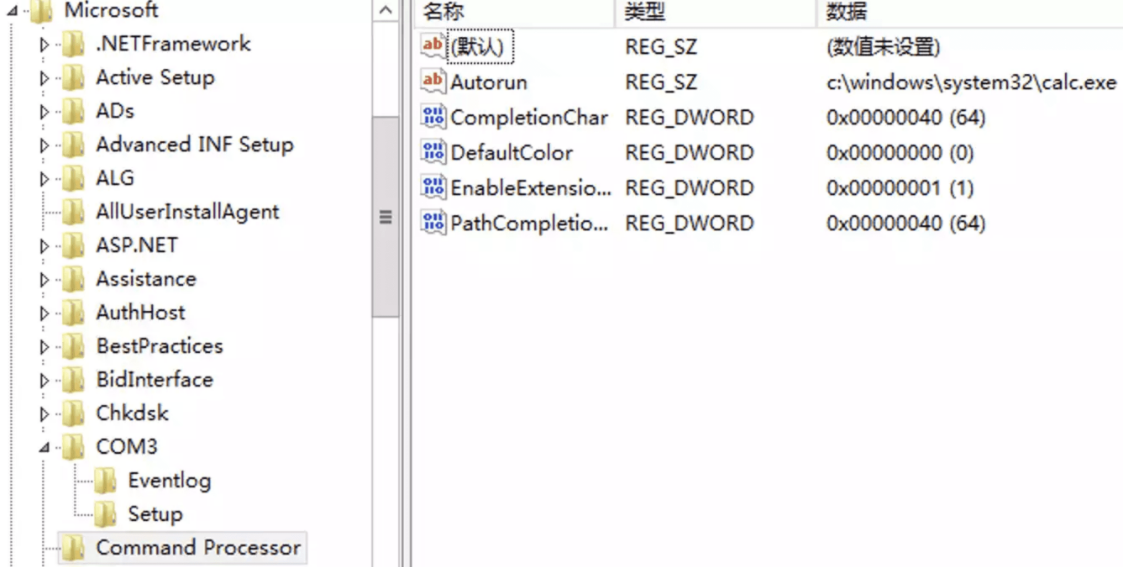 Microsoft
.NETFramework
Active Setup
ADs
Advanced INF Setup
ALG
AllUserInstallAgent
ASP.NET
Assistance
AuthHost
BestPractices
BidInterface
Chkdsk
COM3
Eventlog
Setup
Command Processor
名称 类型 数据
(默认) REG_SZ (数值未设置)
Autorun REG_SZ c:\windows\system32\calc.exe
CompletionChar REG_DWORD 0x00000040 (64)
DefaultColor REG_DWORD 0x00000000 (0)
EnableExtensio... REG_DWORD 0x00000001 (1)
PathCompletio... REG_DWORD 0x00000040 (64)